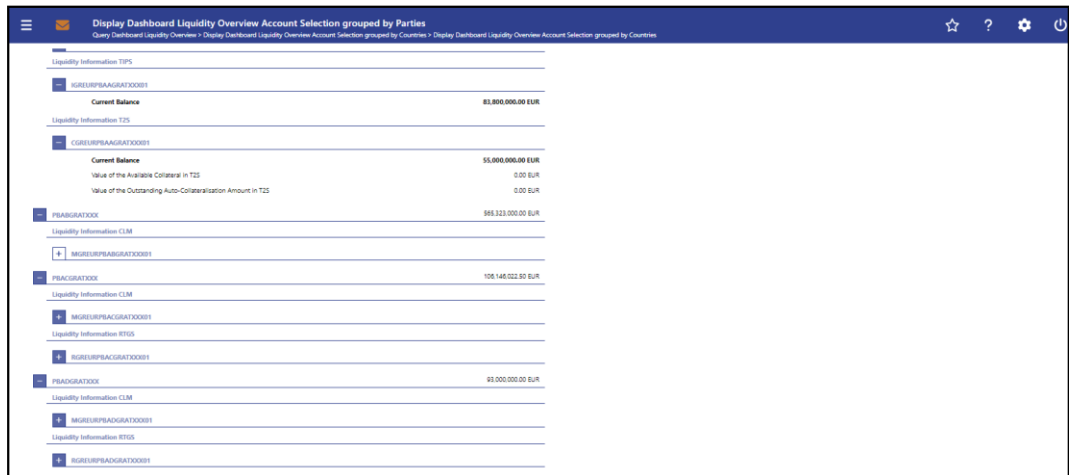 Display Dashboard Liquidity Overview Account Selection grouped by Parties
Query Dashboard Liquidity Overview > Display Dashboard Liquidity Overview Account Selection grouped by Countries > Display Dashboard Liquidity Overview Account Selection grouped by Countries
Liquidity Information TIPS
IGREURPBAAGRATXXX01
Current Balance 83,800,000.00 EUR
Liquidity Information T2S
CGREURPBAAGRATXXX01
Current Balance 55,000,000.00 EUR
Value of the Available Collateral in T2S 0.00 EUR
Value of the Outstanding Auto-Collateralisation Amount in T2S 0.00 EUR
PBABGRATXXX 565,323,000.00 EUR
Liquidity Information CLM
MGREURPBABGRATXXX01
PBACGRATXXX 106,146,022.50 EUR
Liquidity Information CLM
MGREURPBACGRATXXX01
Liquidity Information RTGS
RGREURPBACGRATXXX01
PBADGRATXXX 93,000,000.00 EUR
Liquidity Information CLM
MGREURPBADGRATXXX01
Liquidity Information RTGS
RGREURPBADGRATXXX01